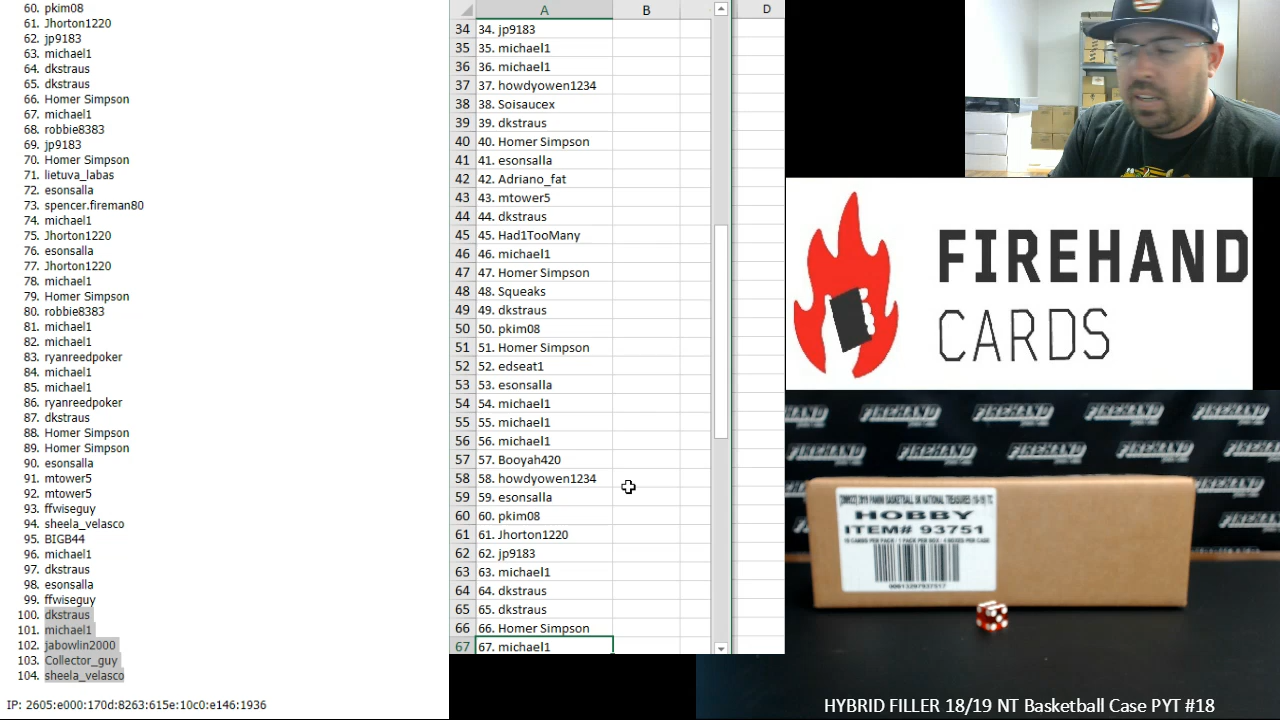 60. pkim08
61. Jhorton1220
62. jp9183
63. michael1
64. dkstraus
65. dkstraus
66. Homer Simpson
67. michael1
68. robbie8383
69. jp9183
70. Homer Simpson
71. lietuva_labas
72. esonsalla
73. spencer.fireman80
74. michael1
75. Jhorton1220
76. esonsalla
77. Jhorton1220
78. michael1
79. Homer Simpson
80. robbie8383
81. michael1
82. michael1
83. ryanreedpoker
84. michael1
85. michael1
86. ryanreedpoker
87. dkstraus
88. Homer Simpson
89. Homer Simpson
90. esonsalla
91. mtower5
92. mtower5
93. ffwiseguy
94. sheela_velasco
95. BIGB44
96. michael1
97. dkstraus
98. esonsalla
99. ffwiseguy
100. dkstraus
101. michael1
102. jabowlin2000
103. Collector_guy
104. sheela_velasco
IP: 2605:e000:170d:8263:615e:10c0:e146:1936
A B D
34 34. jp9183
35 35. michael1
36 36. michael1
37 37. howdyowen1234
38 38. Soisaucex
39 39. dkstraus
40 40. Homer Simpson
41 41. esonsalla
42 42. Adriano_fat
43 43. mtower5
44 44. dkstraus
45 45. Had1TooMany
46 46. michael1
47 47. Homer Simpson
48 48. Squeaks
49 49. dkstraus
50 50. pkim08
51 51. Homer Simpson
52 52. edseat1
53 53. esonsalla
54 54. michael1
55 55. michael1
56 56. michael1
57 57. Booyah420
58 58. howdyowen1234
59 59. esonsalla
60 60. pkim08
61 61. Jhorton1220
62 62. jp9183
63 63. michael1
64 64. dkstraus
65 65. dkstraus
66 66. Homer Simpson
67 67. michael1
FIREHAND
CARDS
FIREHAND FIREHAND FIREHAND
FIREHAND FIREHAND FIREHAND
HOBBY
ITEM# 93751
HYBRID FILLER 18/19 NT Basketball Case PYT #18